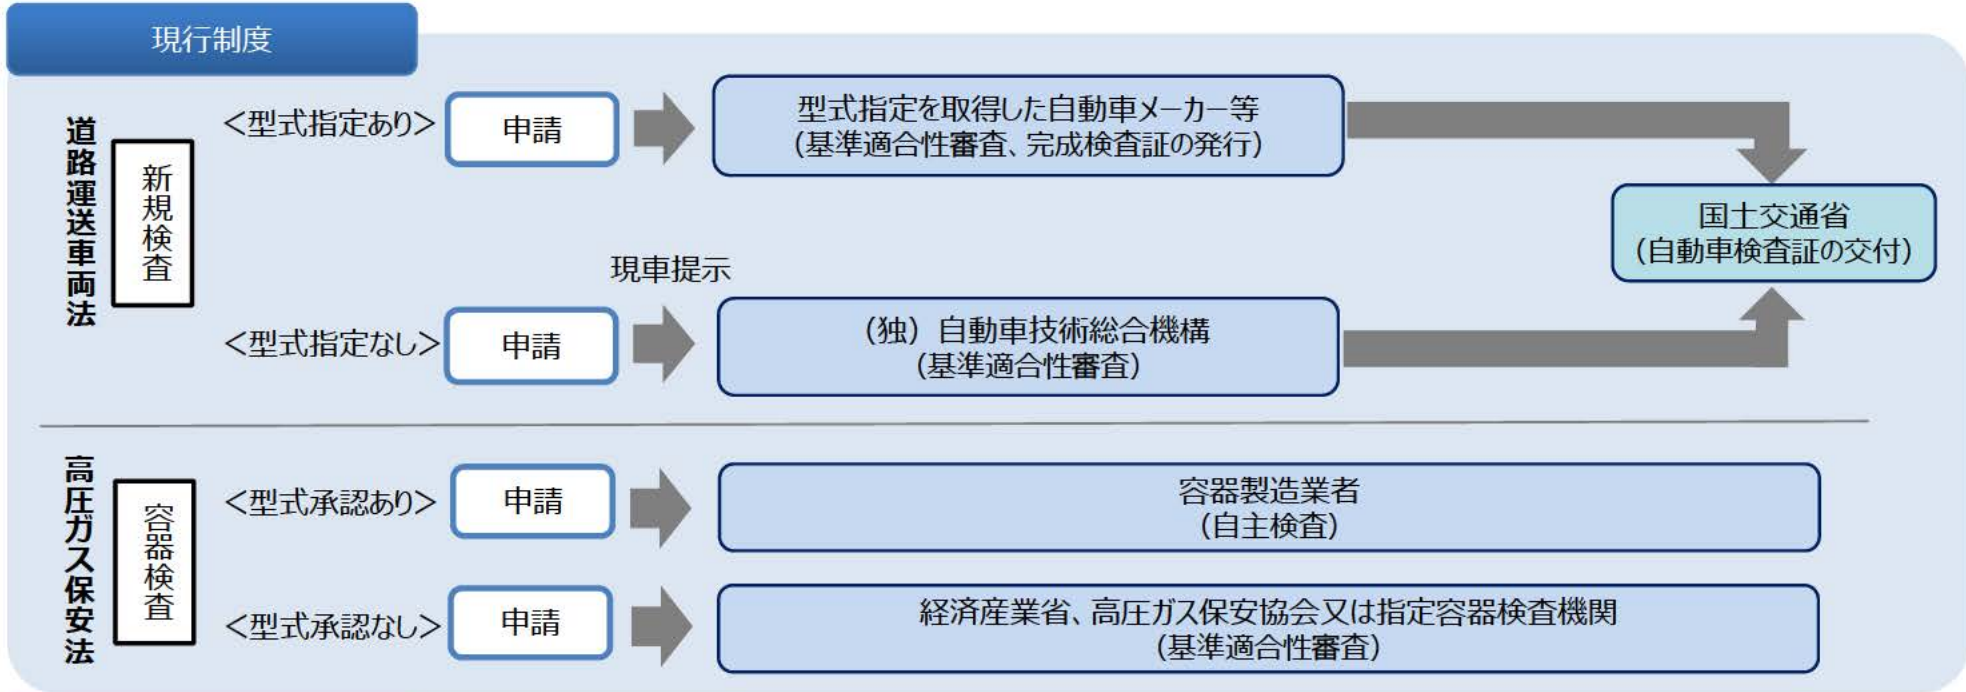 現行制度
道路運送車両法
新規検査
<型式指定あり>
申請
型式指定を取得した自動車メーカー等
(基準適合性審査、完成検査証の発行)
国土交通省
(自動車検査証の交付)
現車提示
<型式指定なし>
申請
(独)自動車技術総合機構
(基準適合性審査)
高圧ガス保安法
容器検査
<型式承認あり>
申請
容器製造業者
(自主検査)
<型式承認なし>
申請
経済産業省、高圧ガス保安協会又は指定容器検査機関
(基準適合性審査)